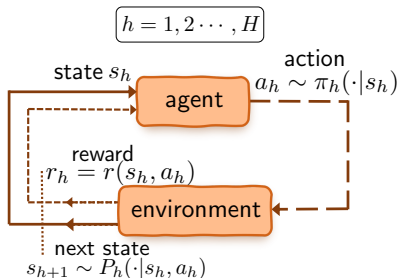 h = 1, 2 ⋯ , H
state s_h
agent
action
a_h ∼ π_h(·|s_h)
reward
r_h = r(s_h, a_h)
environment
next state
s_{h+1} ∼ P_h(·|s_h, a_h)